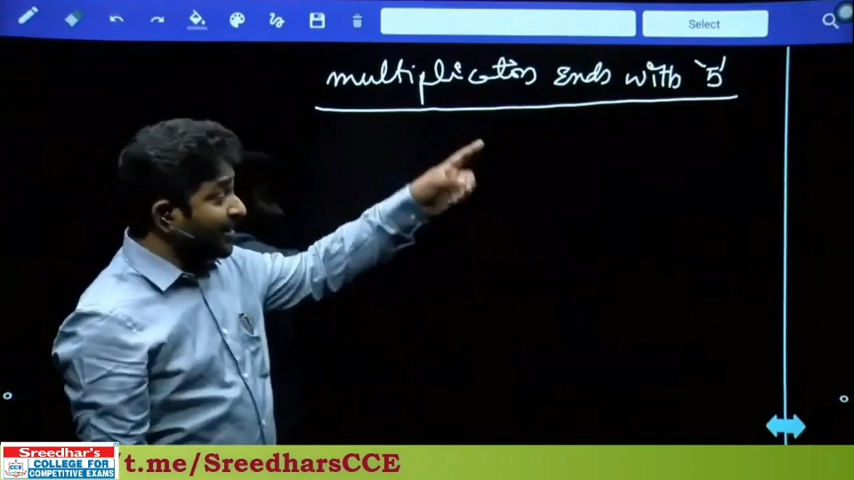 Select
multiplication Ends with '5'
Sreedhar's
CCE
COLLEGE FOR
COMPETITIVE EXAMS
t.me/SreedharsCCE